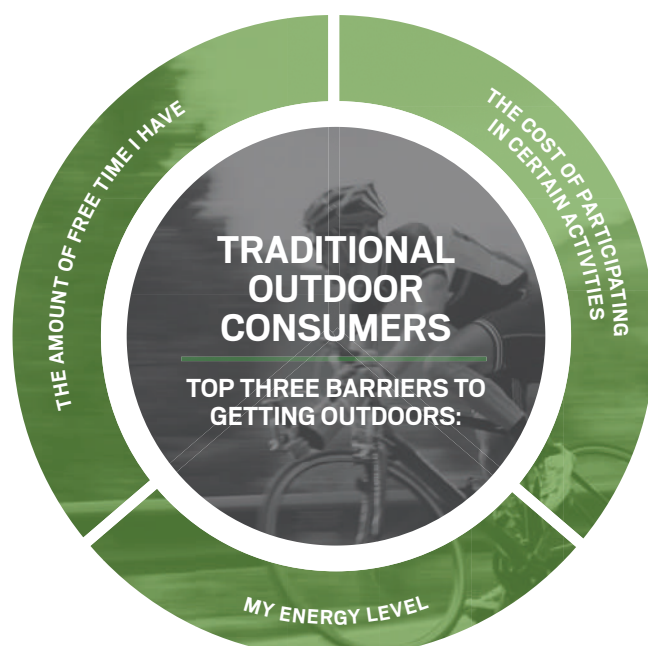 TRADITIONAL
OUTDOOR
CONSUMERS
TOP THREE BARRIERS TO
GETTING OUTDOORS:
THE AMOUNT OF FREE TIME I HAVE
THE COST OF PARTICIPATING
IN CERTAIN ACTIVITIES
MY ENERGY LEVEL